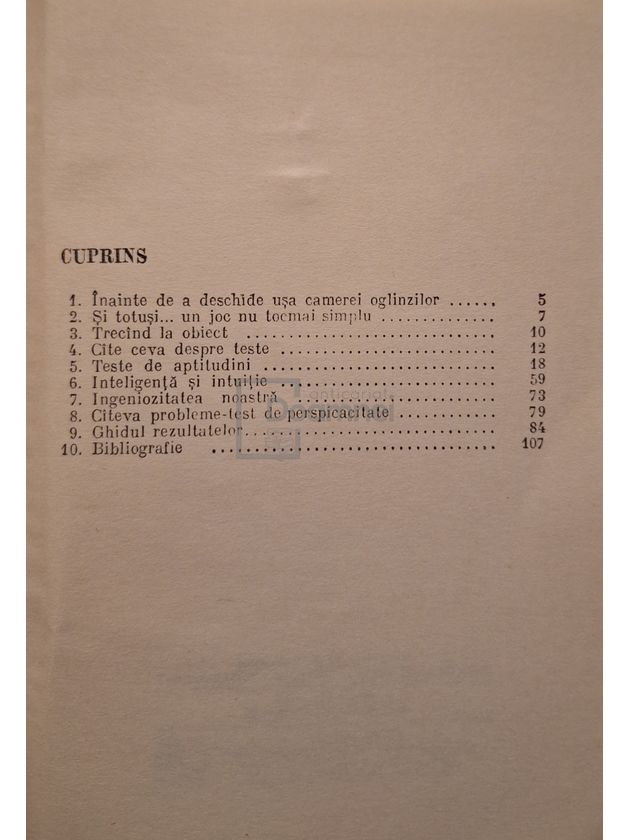 CUPRINS
1. Înainte de a deschide ușa camerei oglinzilor ...... 5
2. Și totuși... un joc nu tocmai simplu .............. 7
3. Trecînd la obiect ............................... 10
4. Cîte ceva despre teste ........................... 12
5. Teste de aptitudini ............................. 18
6. Inteligență și intuiție ........................... 59
7. Ingeniozitatea noastră ......................... 73
8. Cîteva probleme-test de perspicacitate ............ 79
9. Ghidul rezultatelor............................... 84
10. Bibliografie .................................... 107